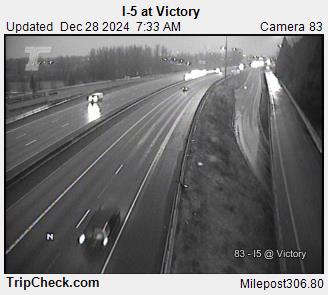 I-5 at Victory
Updated Dec 28 2024 7:33 AM Camera 83
T
N
83 - I5 @ Victory
TripCheck.com Milepost306.80